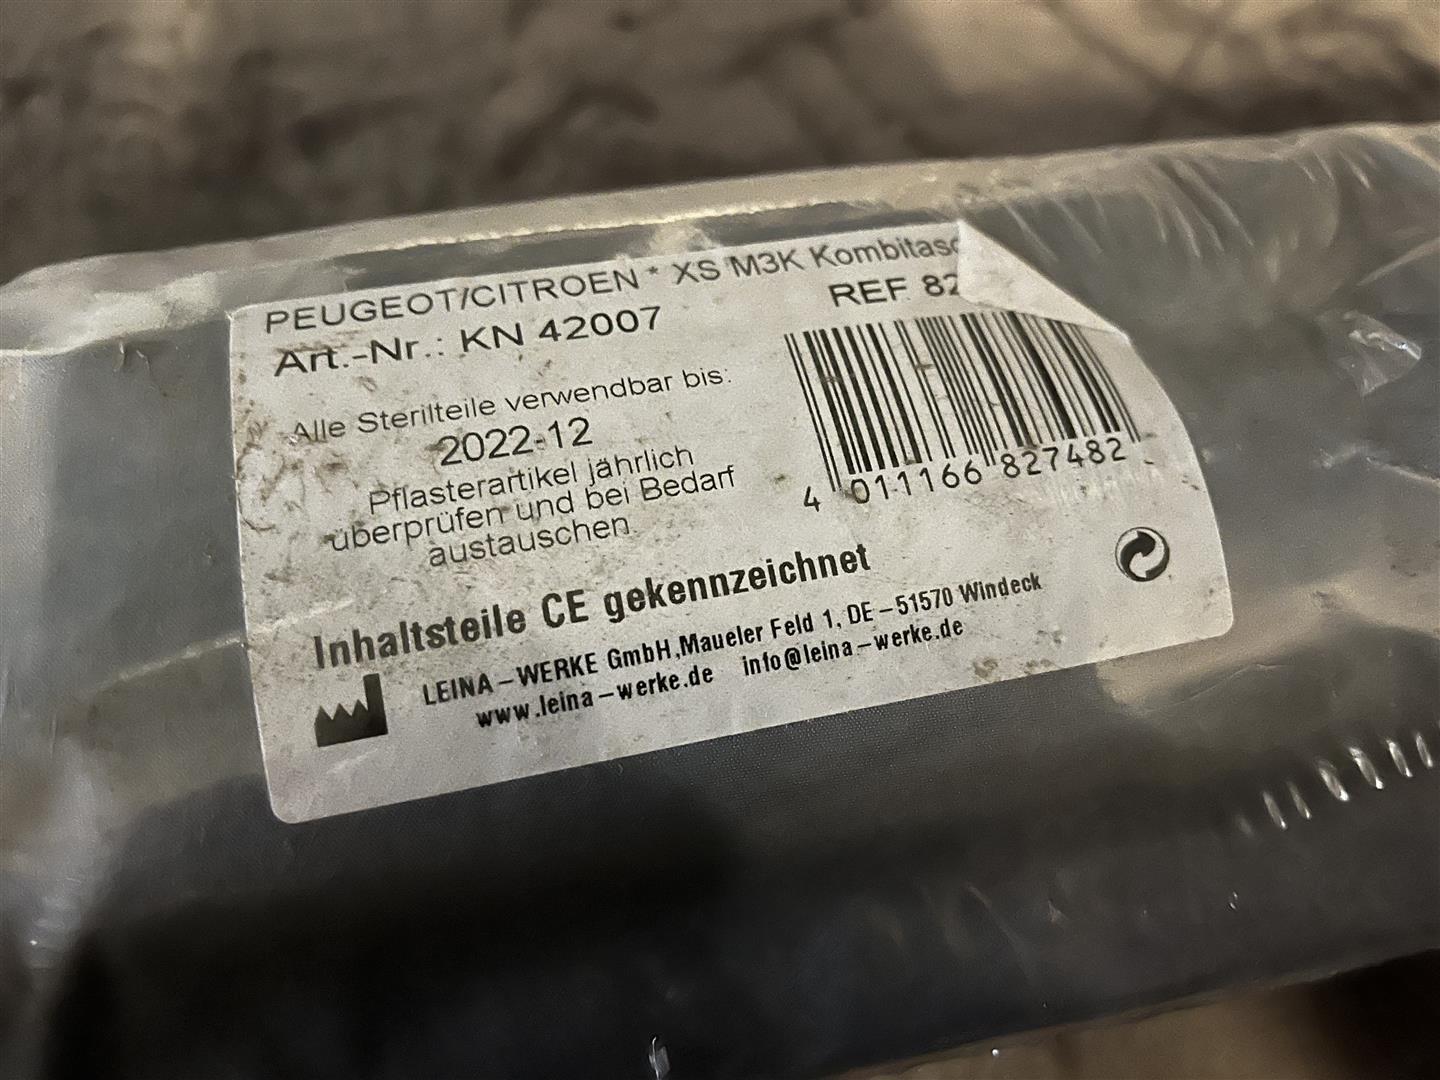 PEUGEOT/CITROEN * XS M3K Kombitasc
Art.-Nr.: KN 42007
REF 82
Alle Sterilteile verwendbar bis:
2022-12
Pflasterartikel jährlich
überprüfen und bei Bedarf
austauschen.
4 011166 827482
Inhaltsteile CE gekennzeichnet
LEINA-WERKE GmbH,Maueler Feld 1, DE-51570 Windeck
www.leina-werke.de info@leina-werke.de